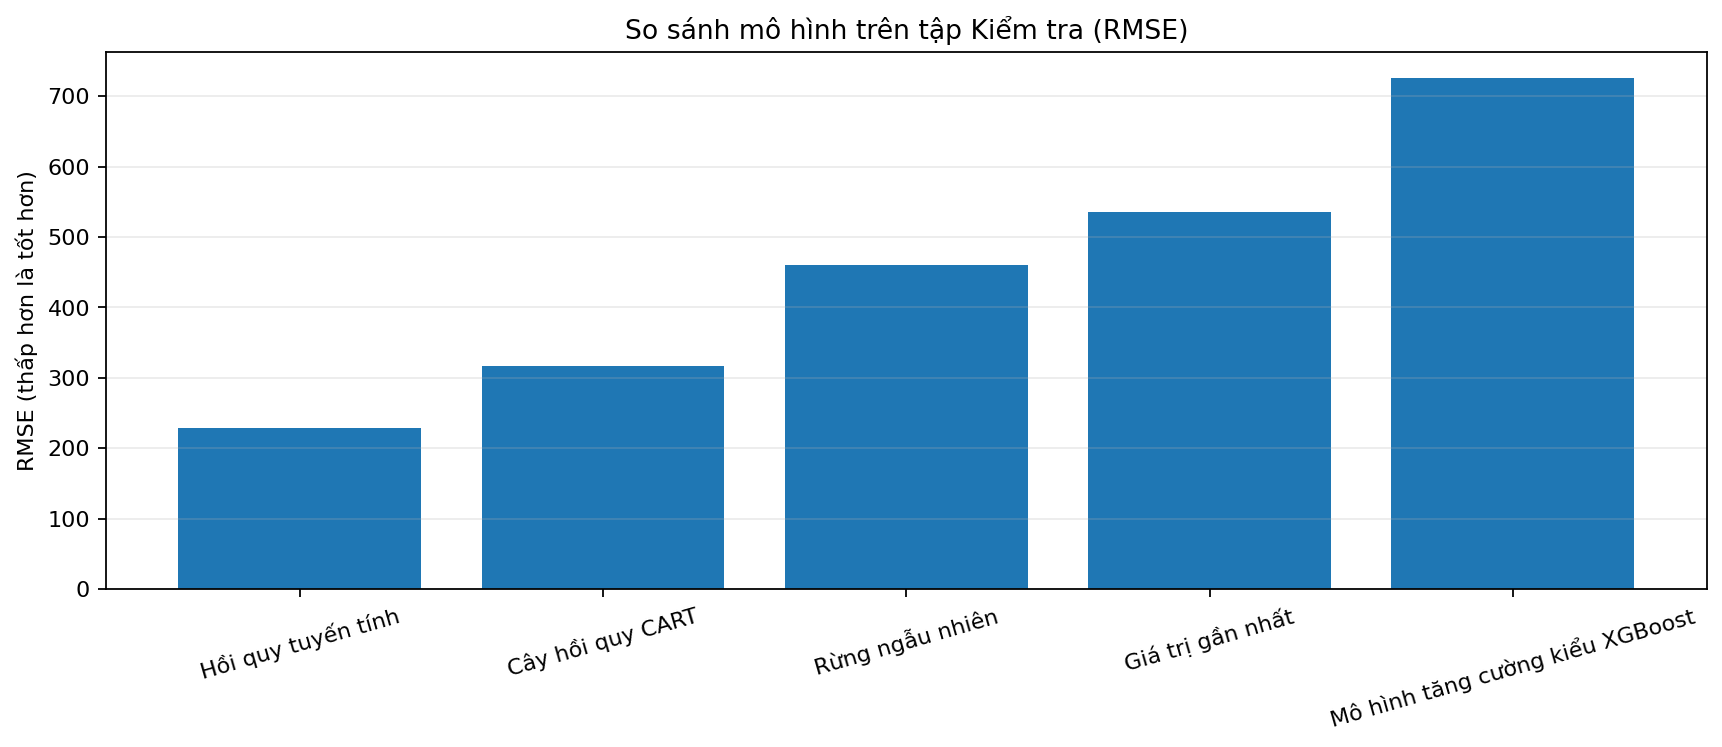 So sánh mô hình trên tập Kiểm tra (RMSE)
RMSE (thấp hơn là tốt hơn)
700
600
500
400
300
200
100
0
Hồi quy tuyến tính
Cây hồi quy CART
Rừng ngẫu nhiên
Giá trị gần nhất
Mô hình tăng cường kiểu XGBoost